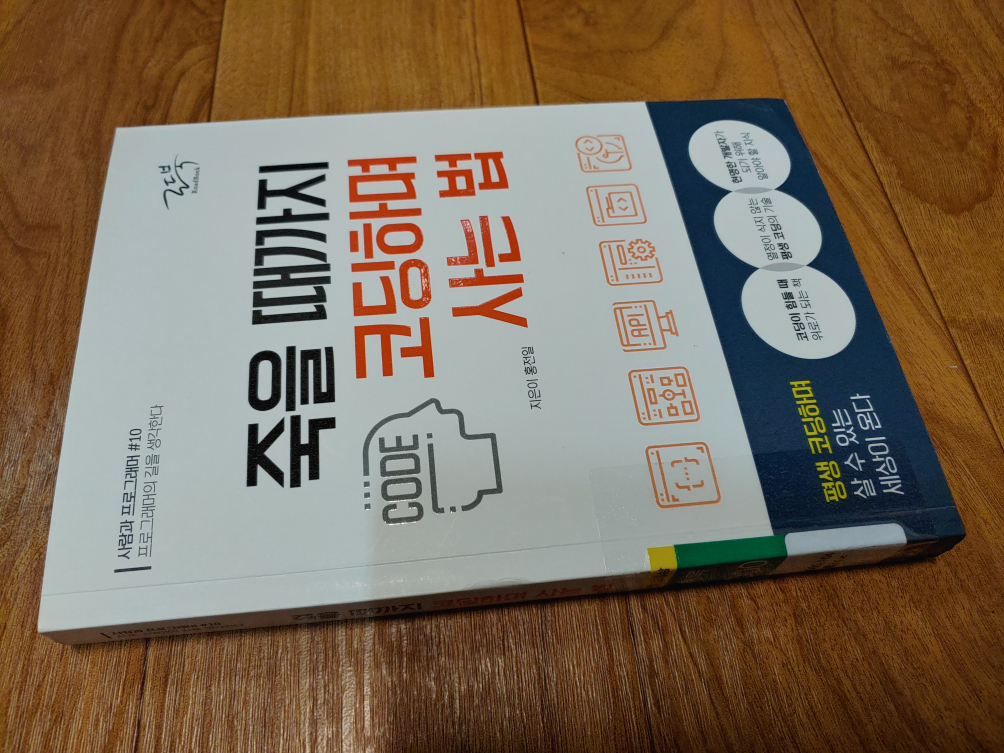 사람과 프로그래머 #10
프로그래머의 길을 생각한다
로드북
RoadBook
죽을 때까지
코딩하며
사는 법
CODE
지은이 홍전일
{...}
API
< >
평생 코딩하며
살 수 있는
세상이 온다
코딩이 힘들 때
위로가 되는 책
열정이 식지 않는
평생 코딩의 기술
현명한 개발자가
되기 위해
알아야 할 지식